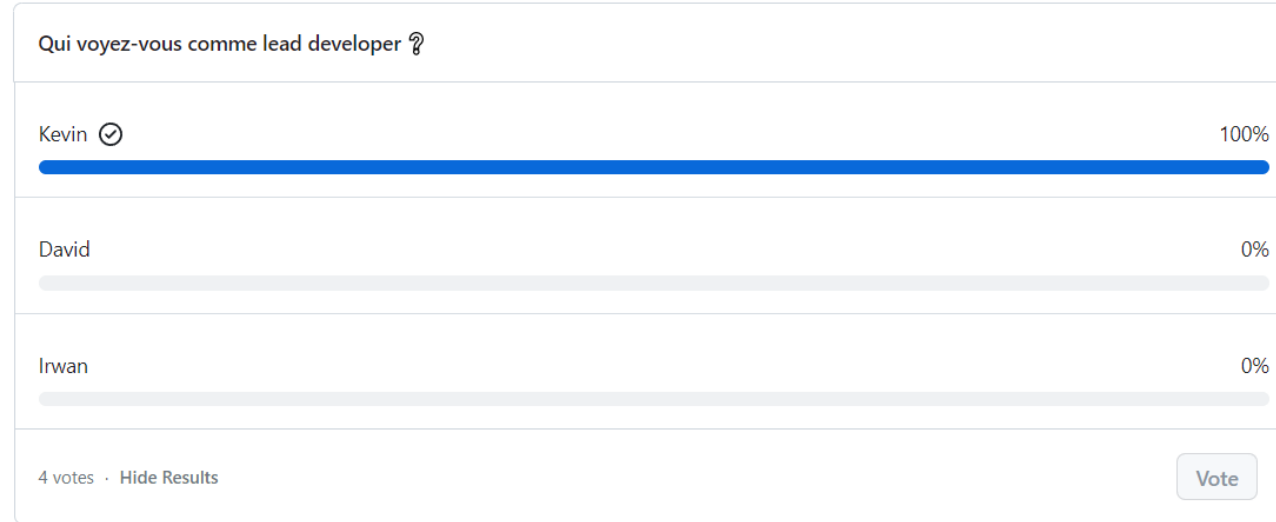 Qui voyez-vous comme lead developer ?
Kevin 100%
David 0%
Irwan 0%
4 votes · Hide Results
Vote